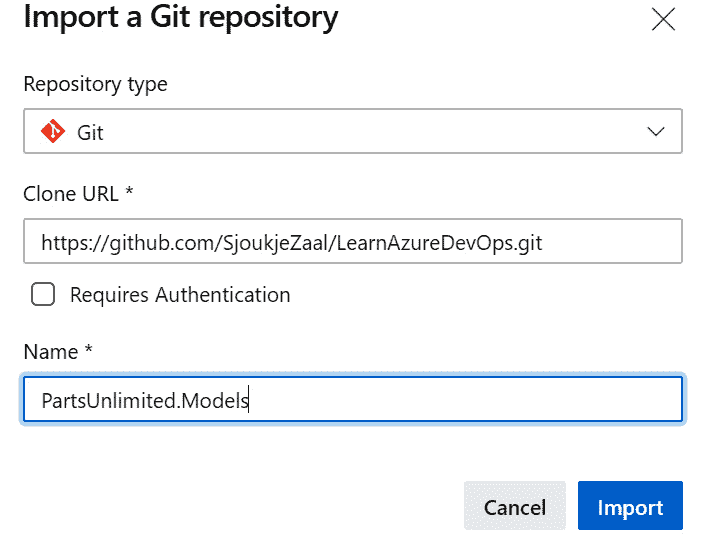 Import a Git repository
Repository type
Git
Clone URL *
https://github.com/SjoukjeZaal/LearnAzureDevOps.git
Requires Authentication
Name *
PartsUnlimited.Models
Cancel Import